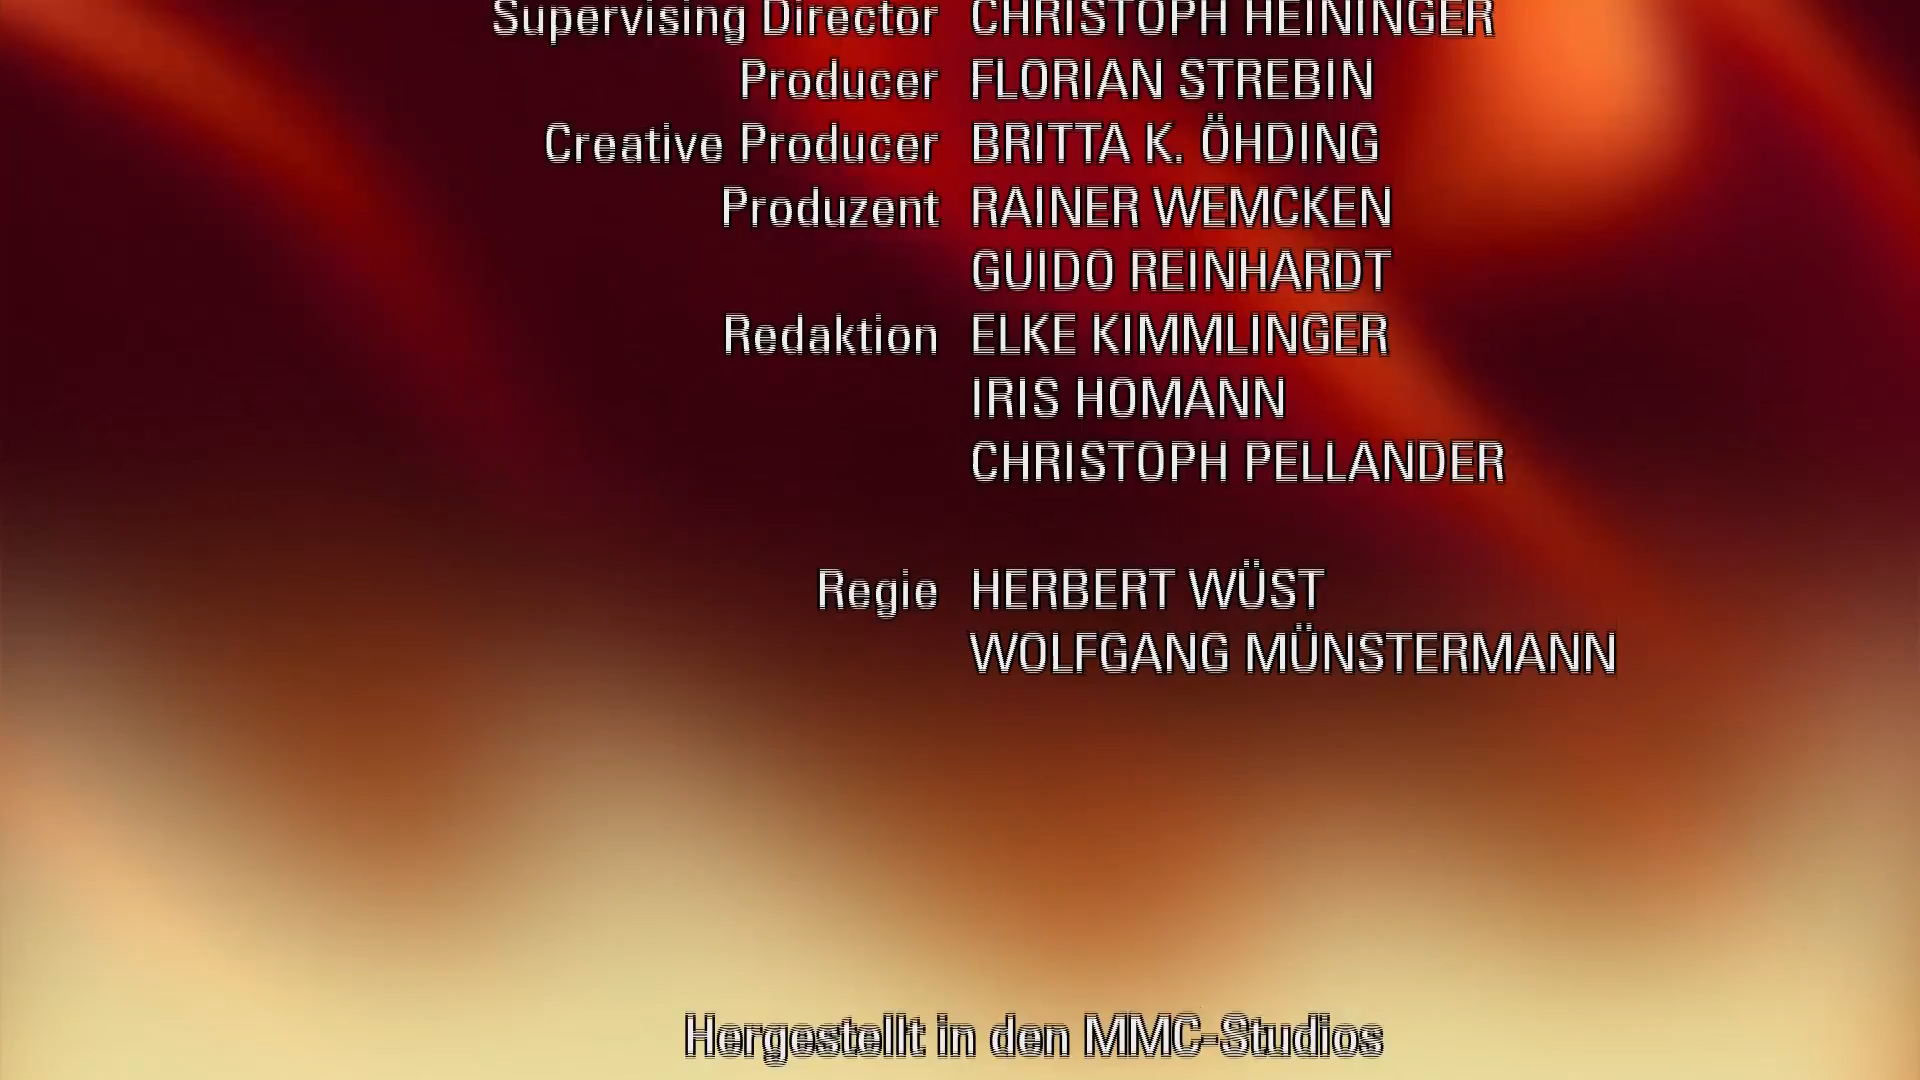 Supervising Director CHRISTOPH HEININGER
Producer FLORIAN STREBIN
Creative Producer BRITTA K. ÖHDING
Produzent RAINER WEMCKEN
GUIDO REINHARDT
Redaktion ELKE KIMMLINGER
IRIS HOMANN
CHRISTOPH PELLANDER
Regie HERBERT WÜST
WOLFGANG MÜNSTERMANN
Hergestellt in den MMC-Studios